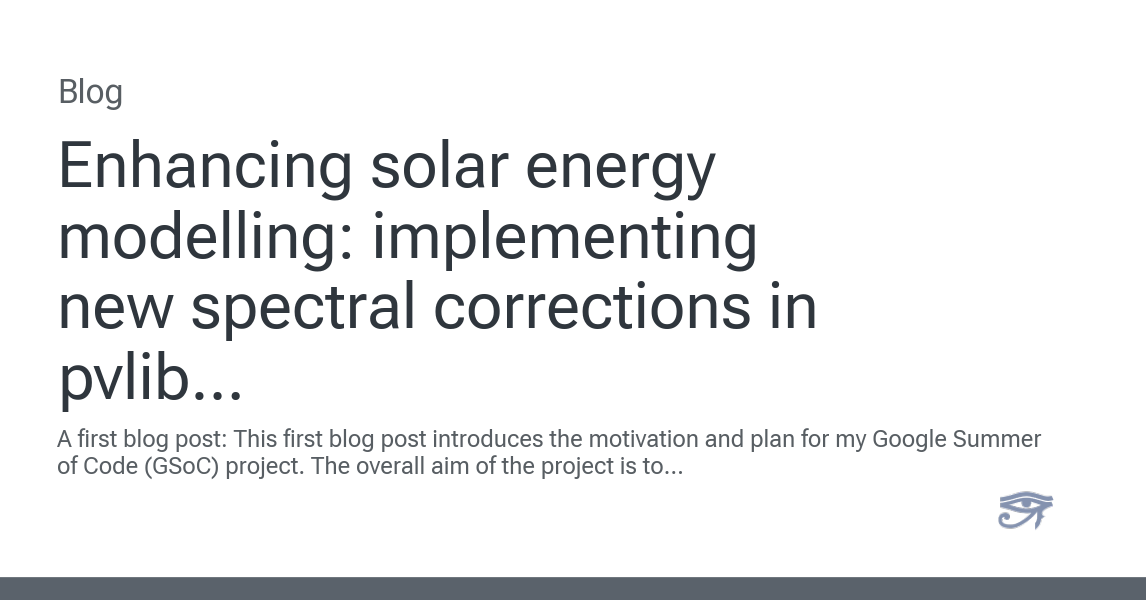 Blog
Enhancing solar energy
modelling: implementing
new spectral corrections in
pvlib...
A first blog post: This first blog post introduces the motivation and plan for my Google Summer
of Code (GSoC) project. The overall aim of the project is to...